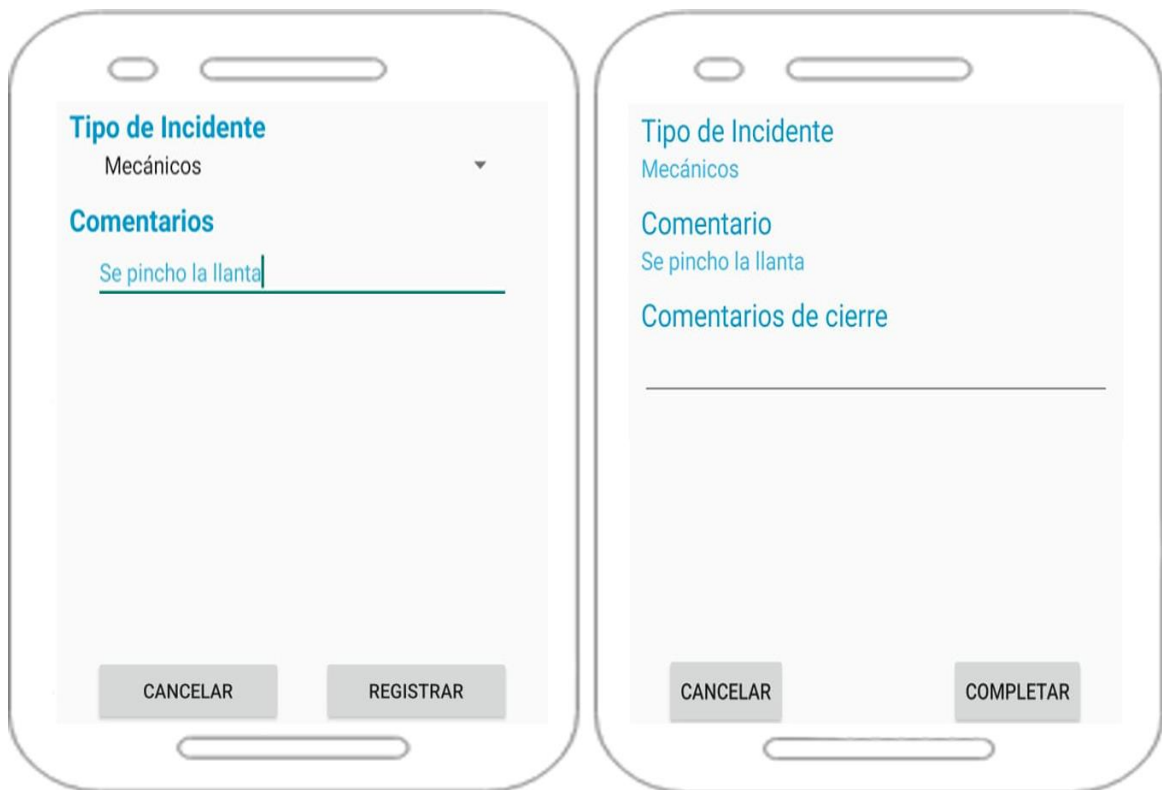 Tipo de Incidente
Mecánicos
Comentarios
Se pincho la llanta
CANCELAR
REGISTRAR
Tipo de Incidente
Mecánicos
Comentario
Se pincho la llanta
Comentarios de cierre
CANCELAR
COMPLETAR